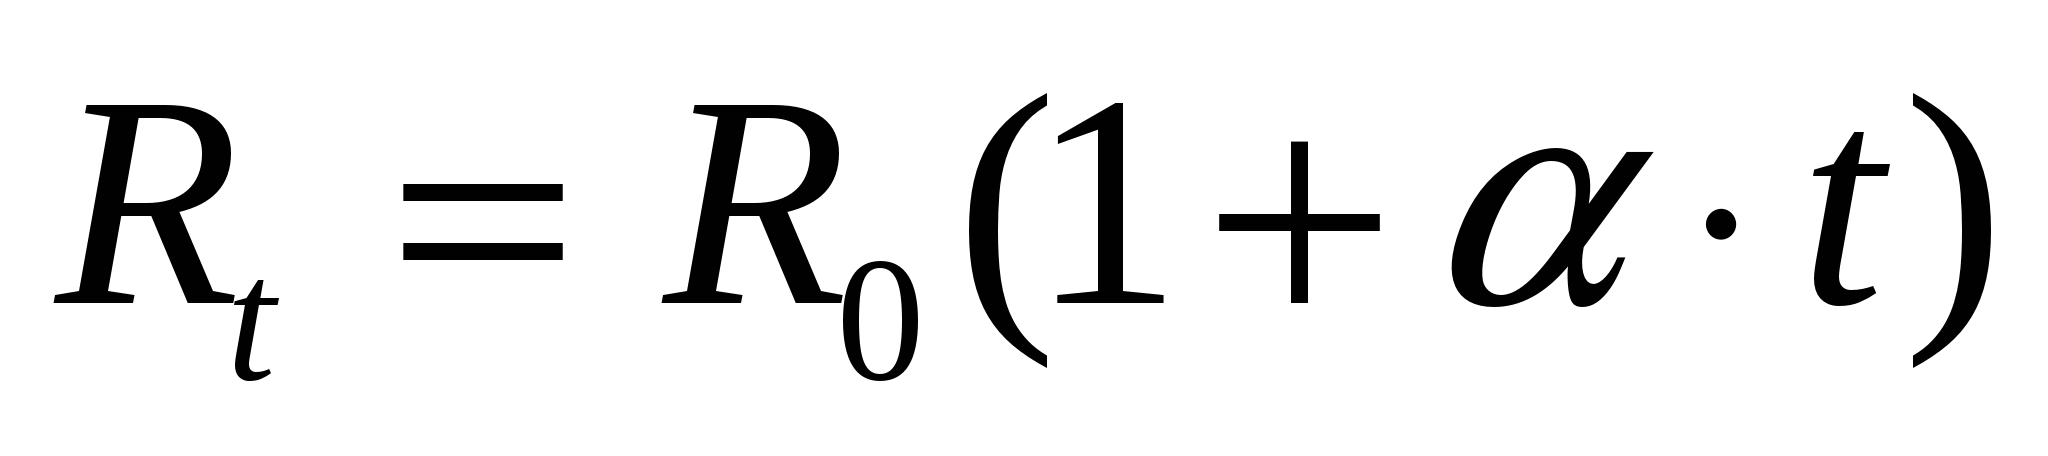 Rₜ = R₀(1 + α · t)